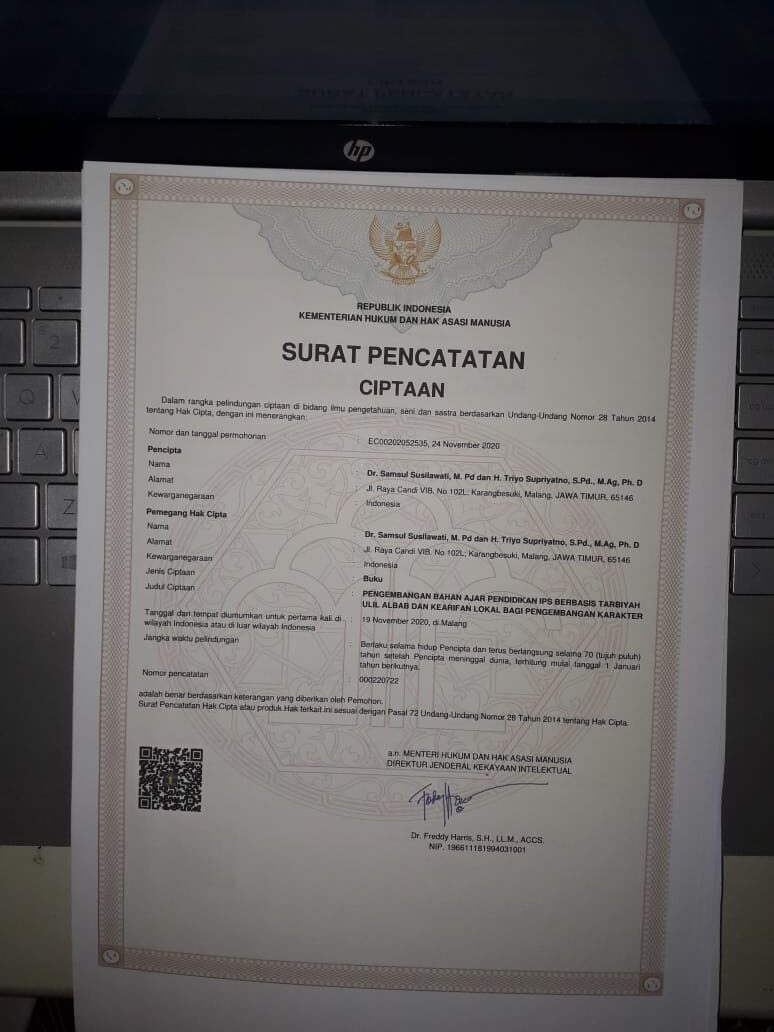 SURAT PENCATATAN
hp
REPUBLIK INDONESIA
KEMENTERIAN HUKUM DAN HAK ASASI MANUSIA
SURAT PENCATATAN
CIPTAAN
Dalam rangka pelindungan ciptaan di bidang ilmu pengetahuan, seni dan sastra berdasarkan Undang-Undang Nomor 28 Tahun 2014
tentang Hak Cipta, dengan ini menerangkan:
Nomor dan tanggal permohonan : EC00202052535, 24 November 2020
Pencipta
Nama : Dr. Samsul Susilawati, M. Pd dan H. Triyo Supriyatno, S.Pd., M.Ag, Ph. D
Alamat : Jl. Raya Candi VIB. No 102L; Karangbesuki, Malang, JAWA TIMUR, 65146
Kewarganegaraan : Indonesia
Pemegang Hak Cipta
Nama : Dr. Samsul Susilawati, M. Pd dan H. Triyo Supriyatno, S.Pd., M.Ag, Ph. D
Alamat : Jl. Raya Candi VIB. No 102L; Karangbesuki, Malang, JAWA TIMUR, 65146
Kewarganegaraan : Indonesia
Jenis Ciptaan : Buku
Judul Ciptaan : PENGEMBANGAN BAHAN AJAR PENDIDIKAN IPS BERBASIS TARBIYAH
ULIL ALBAB DAN KEARIFAN LOKAL BAGI PENGEMBANGAN KARAKTER
Tanggal dan tempat diumumkan untuk pertama kali di : 19 November 2020, di Malang
wilayah Indonesia atau di luar wilayah Indonesia
Jangka waktu pelindungan : Berlaku selama hidup Pencipta dan terus berlangsung selama 70 (tujuh puluh)
tahun setelah Pencipta meninggal dunia, terhitung mulai tanggal 1 Januari
tahun berikutnya.
Nomor pencatatan : 000220722
adalah benar berdasarkan keterangan yang diberikan oleh Pemohon.
Surat Pencatatan Hak Cipta atau produk Hak terkait ini sesuai dengan Pasal 72 Undang-Undang Nomor 28 Tahun 2014 tentang Hak Cipta.
a.n. MENTERI HUKUM DAN HAK ASASI MANUSIA
DIREKTUR JENDERAL KEKAYAAN INTELEKTUAL
Dr. Freddy Harris, S.H., LL.M., ACCS.
NIP. 196611181994031001
2
Q
A
Z